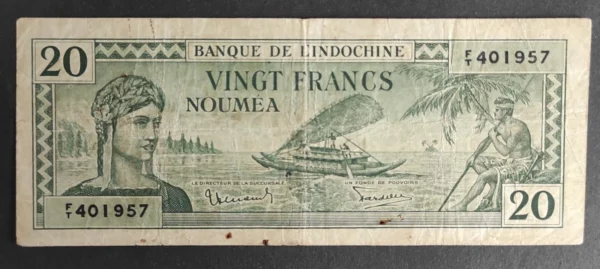 20
BANQUE DE L'INDOCHINE
F/T 401957
VINGT FRANCS
NOUMÉA
LE DIRECTEUR DE LA SUCCURSALE
UN FONDÉ DE POUVOIRS
F/T 401957
20